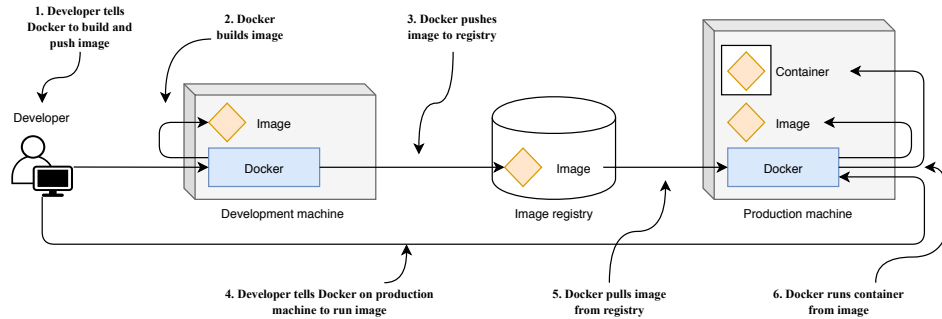 1. Developer tells
Docker to build and
push image
2. Docker
builds image
3. Docker pushes
image to registry
Developer
Image
Docker
Development machine
Image
Image registry
Container
Image
Docker
Production machine
4. Developer tells Docker on production
machine to run image
5. Docker pulls image
from registry
6. Docker runs container
from image